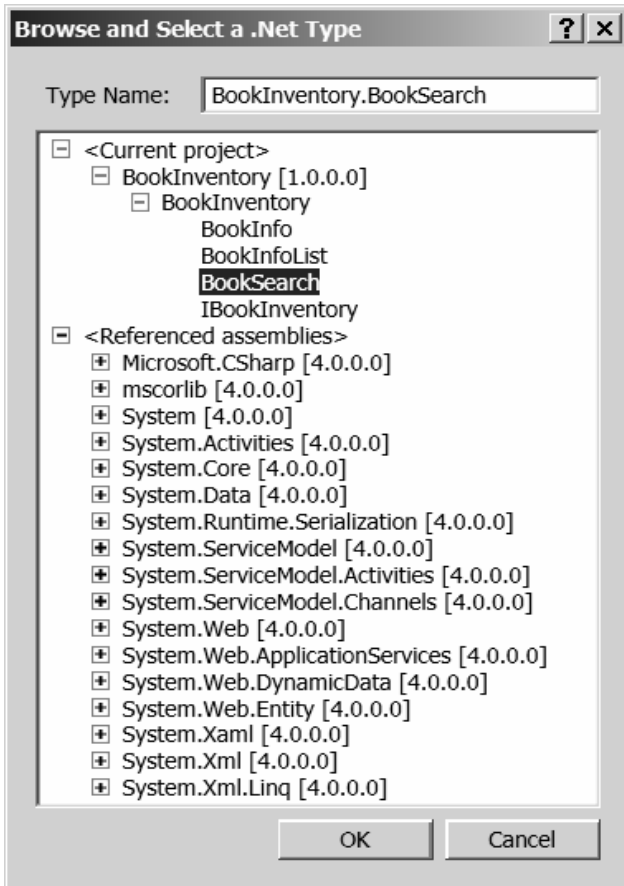 Browse and Select a .Net Type ? ×
Type Name: BookInventory.BookSearch
<Current project>
BookInventory [1.0.0.0]
BookInventory
BookInfo
BookInfoList
BookSearch
IBookInventory
<Referenced assemblies>
Microsoft.CSharp [4.0.0.0]
mscorlib [4.0.0.0]
System [4.0.0.0]
System.Activities [4.0.0.0]
System.Core [4.0.0.0]
System.Data [4.0.0.0]
System.Runtime.Serialization [4.0.0.0]
System.ServiceModel [4.0.0.0]
System.ServiceModel.Activities [4.0.0.0]
System.ServiceModel.Channels [4.0.0.0]
System.Web [4.0.0.0]
System.Web.ApplicationServices [4.0.0.0]
System.Web.DynamicData [4.0.0.0]
System.Web.Entity [4.0.0.0]
System.Xaml [4.0.0.0]
System.Xml [4.0.0.0]
System.Xml.Linq [4.0.0.0]
OK Cancel